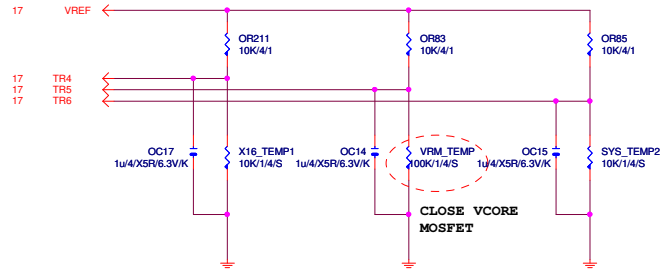 17 VREF
OR211
10K/4/1
OR83
10K/4/1
OR85
10K/4/1
17 TR4
17 TR5
17 TR6
OC17
1u/4/X5R/6.3V/K
X16_TEMP1
10K/1/4/S
OC14
1u/4/X5R/6.3V/K
VRM_TEMP
100K/1/4/S
OC15
1u/4/X5R/6.3V/K
SYS_TEMP2
10K/1/4/S
CLOSE VCORE
MOSFET